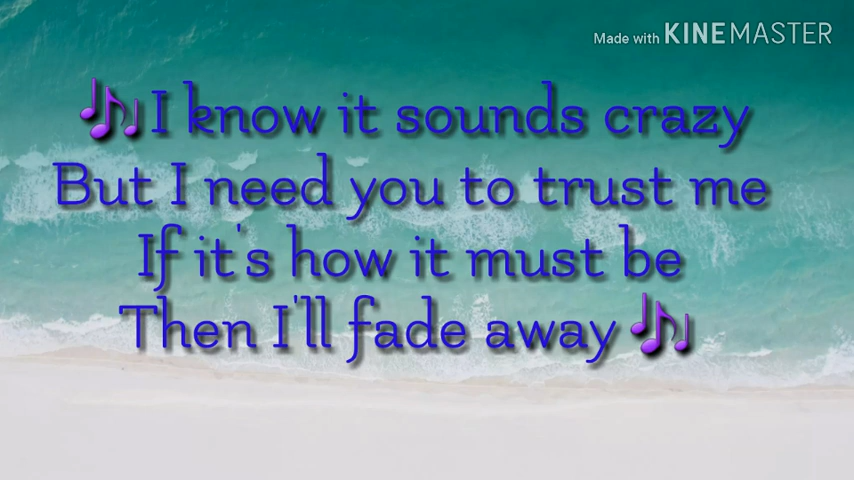 Made with KINEMASTER
🎶I know it sounds crazy
But I need you to trust me
If it's how it must be
Then I'll fade away🎶